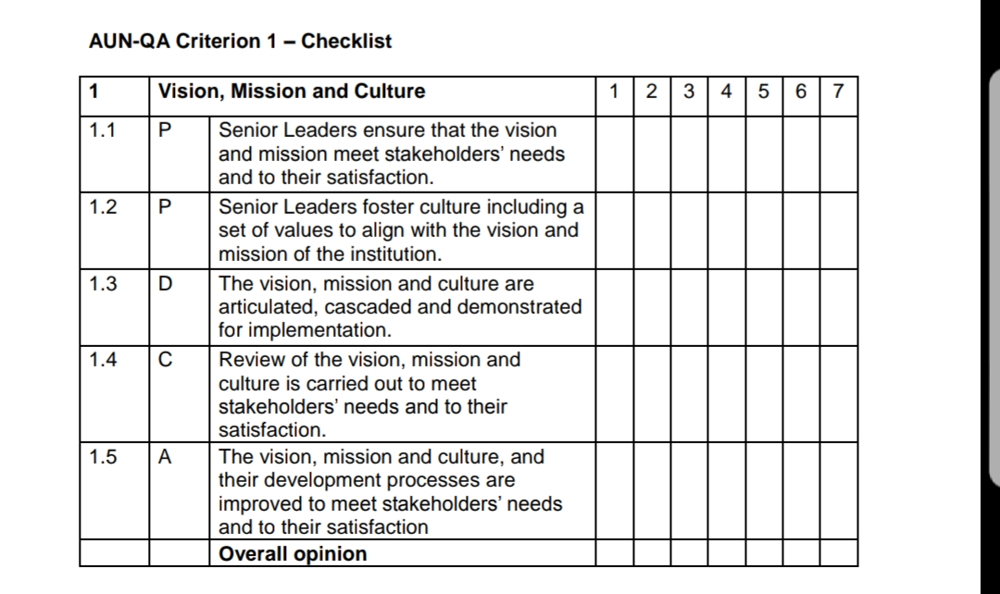 AUN-QA Criterion 1 – Checklist
1 Vision, Mission and Culture 1 2 3 4 5 6 7
1.1 P Senior Leaders ensure that the vision
and mission meet stakeholders’ needs
and to their satisfaction.
1.2 P Senior Leaders foster culture including a
set of values to align with the vision and
mission of the institution.
1.3 D The vision, mission and culture are
articulated, cascaded and demonstrated
for implementation.
1.4 C Review of the vision, mission and
culture is carried out to meet
stakeholders’ needs and to their
satisfaction.
1.5 A The vision, mission and culture, and
their development processes are
improved to meet stakeholders’ needs
and to their satisfaction
Overall opinion